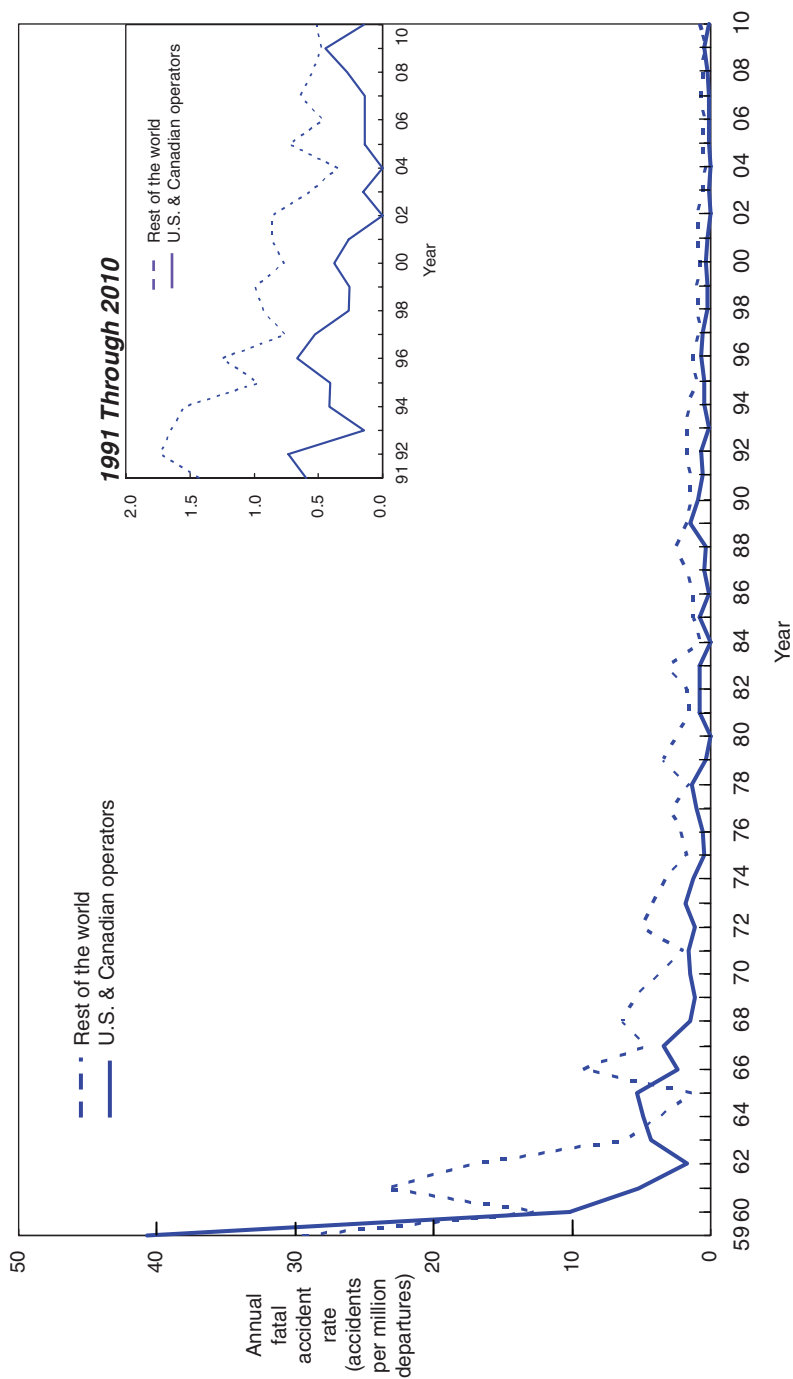 50
40
30
20
10
0
Annual
fatal
accident
rate
(accidents
per million
departures)
Rest of the world
U.S. & Canadian operators
1991 Through 2010
2.0
1.5
1.0
0.5
0.0
Rest of the world
U.S. & Canadian operators
91 92 94 96 98 00 02 04 06 08 10
Year
59 60 62 64 66 68 70 72 74 76 78 80 82 84 86 88 90 92 94 96 98 00 02 04 06 08 10
Year